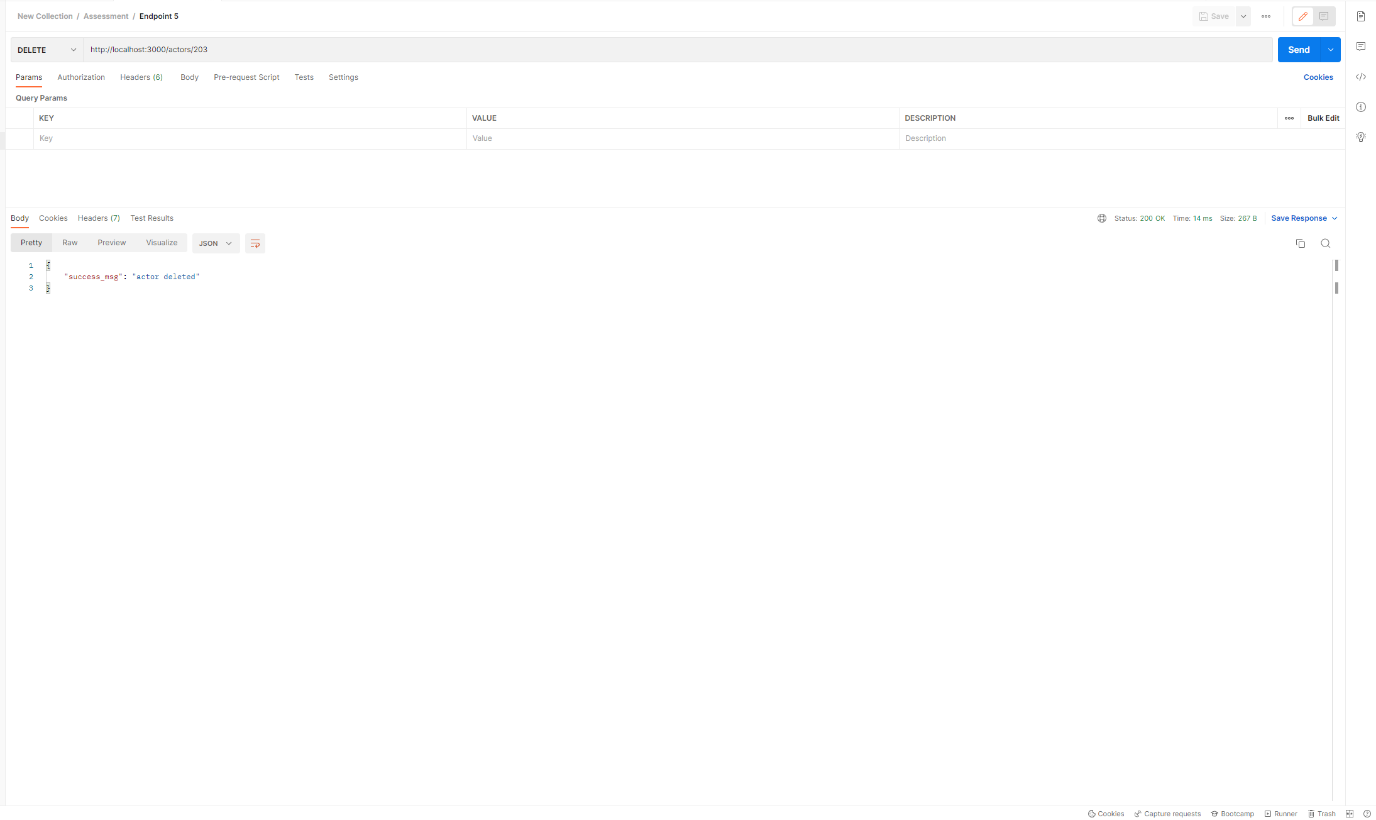 New Collection / Assessment / Endpoint 5
Save
DELETE http://localhost:3000/actors/203 Send
Params Authorization Headers (6) Body Pre-request Script Tests Settings Cookies
Query Params
KEY VALUE DESCRIPTION Bulk Edit
Key Value Description
Body Cookies Headers (7) Test Results Status: 200 OK Time: 14 ms Size: 267 B Save Response
Pretty Raw Preview Visualize JSON
1 {
2 "success_msg": "actor deleted"
3 }
Cookies Capture requests Bootcamp Runner Trash